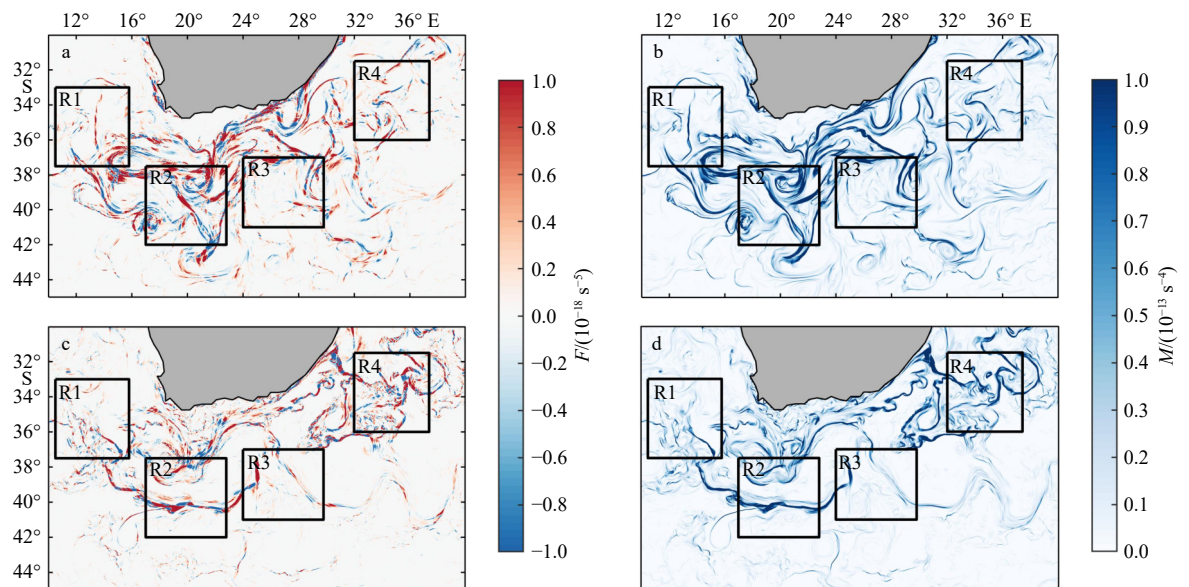 12° 16° 20° 24° 28° 32° 36° E
12° 16° 20° 24° 28° 32° 36° E
a
32°
S
34°
36°
38°
40°
42°
44°
R1
R2
R3
R4
b
R1
R2
R3
R4
c
32°
S
34°
36°
38°
40°
42°
44°
R1
R2
R3
R4
d
R1
R2
R3
R4
1.0
0.8
0.6
0.4
0.2
0.0
−0.2
−0.4
−0.6
−0.8
−1.0
F/(10⁻¹⁸ s⁻⁵)
1.0
0.9
0.8
0.7
0.6
0.5
0.4
0.3
0.2
0.1
0.0
M/(10⁻¹³ s⁻⁴)